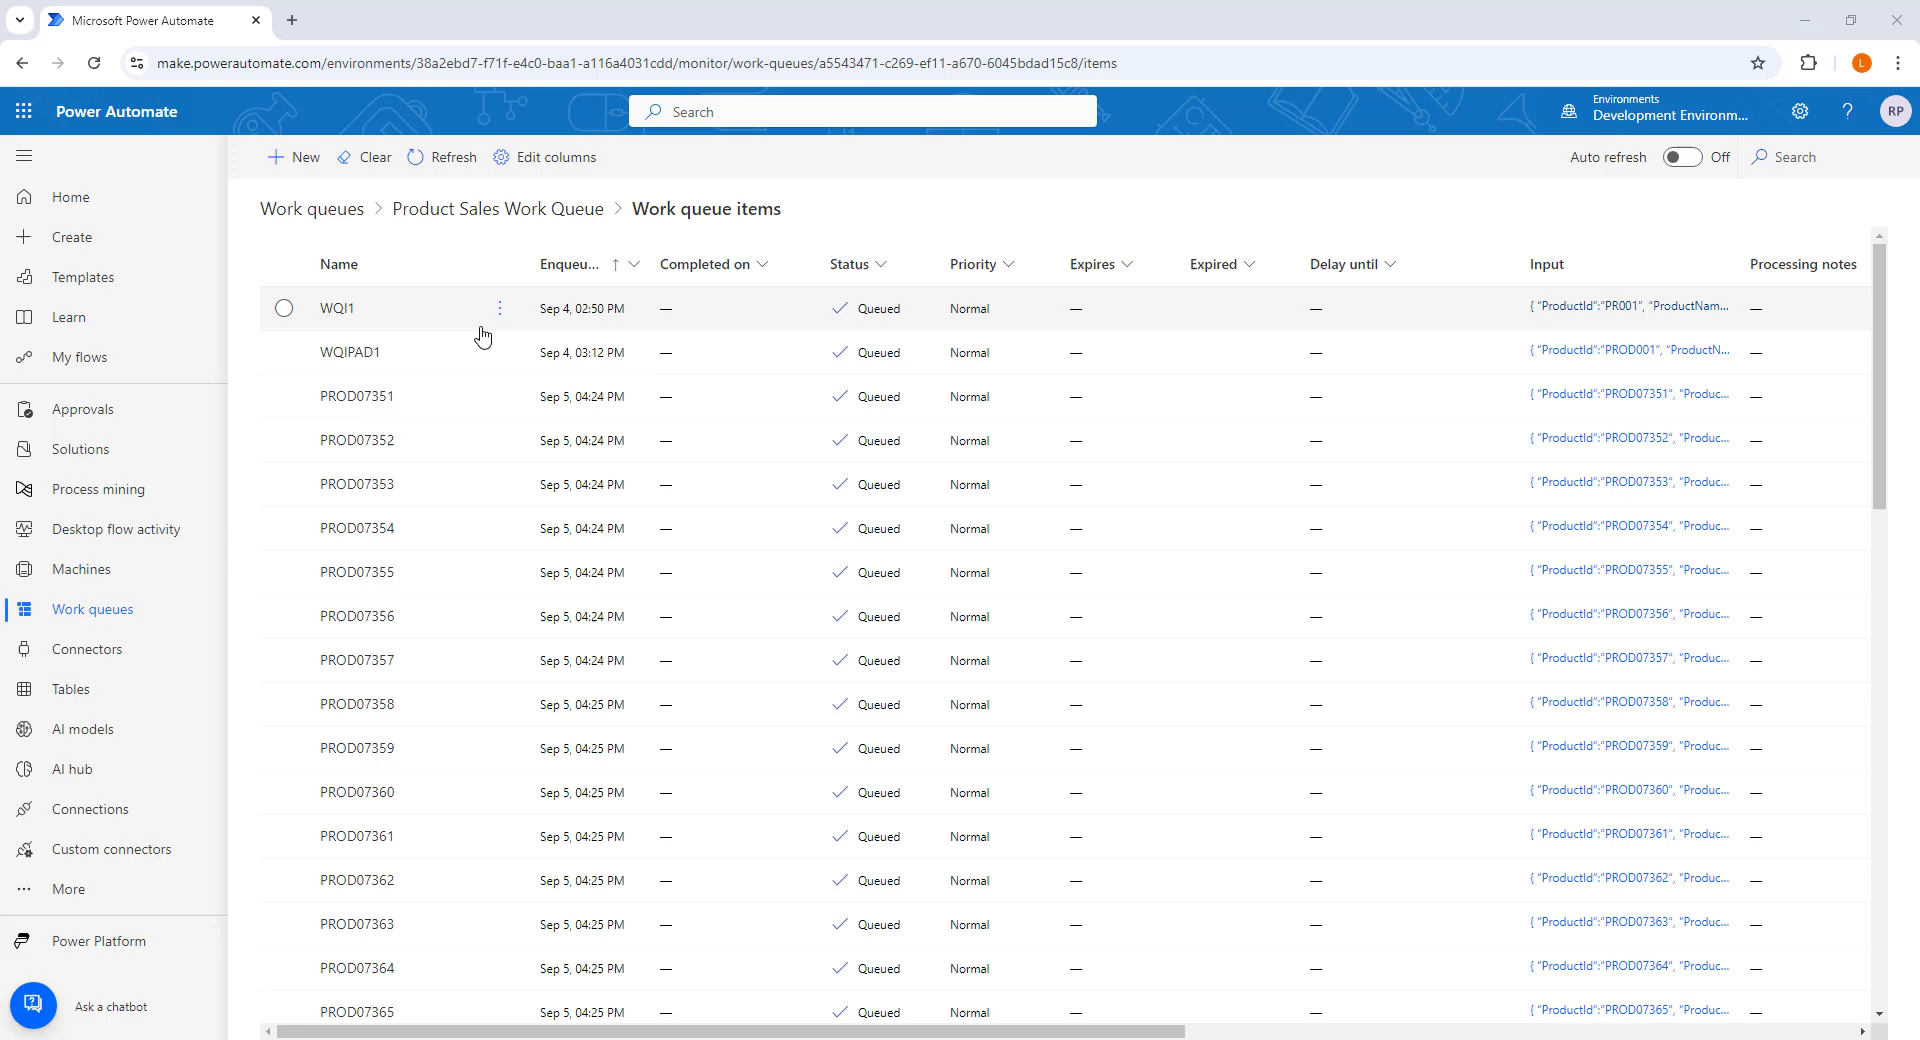 Microsoft Power Automate
make.powerautomate.com/environments/38a2ebd7-f71f-e4c0-baa1-a116a4031cdd/monitor/work-queues/a5543471-c269-ef11-a670-6045bdad15c8/items
L
Power Automate
Search
Environments
Development Environm...
RP
New
Clear
Refresh
Edit columns
Auto refresh
Off
Search
Home
Create
Templates
Learn
My flows
Approvals
Solutions
Process mining
Desktop flow activity
Machines
Work queues
Connectors
Tables
AI models
AI hub
Connections
Custom connectors
More
Power Platform
Ask a chatbot
Work queues > Product Sales Work Queue > Work queue items
Name Enqueu... Completed on Status Priority Expires Expired Delay until Input Processing notes
WQI1 Sep 4, 02:50 PM — Queued Normal — — { "ProductId":"PR001", "ProductNam... —
WQIPAD1 Sep 4, 03:12 PM — Queued Normal — — { "ProductId":"PROD001", "ProductN... —
PROD07351 Sep 5, 04:24 PM — Queued Normal — — { "ProductId":"PROD07351", "Produc... —
PROD07352 Sep 5, 04:24 PM — Queued Normal — — { "ProductId":"PROD07352", "Produc... —
PROD07353 Sep 5, 04:24 PM — Queued Normal — — { "ProductId":"PROD07353", "Produc... —
PROD07354 Sep 5, 04:24 PM — Queued Normal — — { "ProductId":"PROD07354", "Produc... —
PROD07355 Sep 5, 04:24 PM — Queued Normal — — { "ProductId":"PROD07355", "Produc... —
PROD07356 Sep 5, 04:24 PM — Queued Normal — — { "ProductId":"PROD07356", "Produc... —
PROD07357 Sep 5, 04:24 PM — Queued Normal — — { "ProductId":"PROD07357", "Produc... —
PROD07358 Sep 5, 04:25 PM — Queued Normal — — { "ProductId":"PROD07358", "Produc... —
PROD07359 Sep 5, 04:25 PM — Queued Normal — — { "ProductId":"PROD07359", "Produc... —
PROD07360 Sep 5, 04:25 PM — Queued Normal — — { "ProductId":"PROD07360", "Produc... —
PROD07361 Sep 5, 04:25 PM — Queued Normal — — { "ProductId":"PROD07361", "Produc... —
PROD07362 Sep 5, 04:25 PM — Queued Normal — — { "ProductId":"PROD07362", "Produc... —
PROD07363 Sep 5, 04:25 PM — Queued Normal — — { "ProductId":"PROD07363", "Produc... —
PROD07364 Sep 5, 04:25 PM — Queued Normal — — { "ProductId":"PROD07364", "Produc... —
PROD07365 Sep 5, 04:25 PM — Queued Normal — — { "ProductId":"PROD07365", "Produc... —